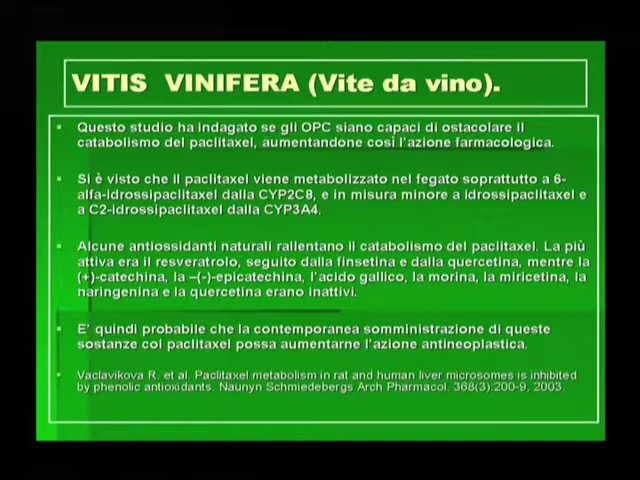 VITIS VINIFERA (Vite da vino).
Questo studio ha indagato se gli OPC siano capaci di ostacolare il
catabolismo del paclitaxel, aumentandone così l'azione farmacologica.
Si è visto che il paclitaxel viene metabolizzato nel fegato soprattutto a 6-
alfa-idrossipaclitaxel dalla CYP2C8, e in misura minore a idrossipaclitaxel e
a C2-idrossipaclitaxel dalla CYP3A4.
Alcune antiossidanti naturali rallentano il catabolismo del paclitaxel. La più
attiva era il resveratrolo, seguito dalla finsetina e dalla quercetina, mentre la
(+)-catechina, la –(-)-epicatechina, l'acido gallico, la morina, la miricetina, la
naringenina e la quercetina erano inattivi.
E' quindi probabile che la contemporanea somministrazione di queste
sostanze col paclitaxel possa aumentarne l'azione antineoplastica.
Vaclavikova R. et al. Paclitaxel metabolism in rat and human liver microsomes is inhibited
by phenolic antioxidants. Naunyn Schmiedebergs Arch Pharmacol. 368(3):200-9, 2003.